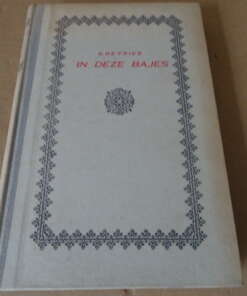 S. DE VRIES
IN DEZE BAJES